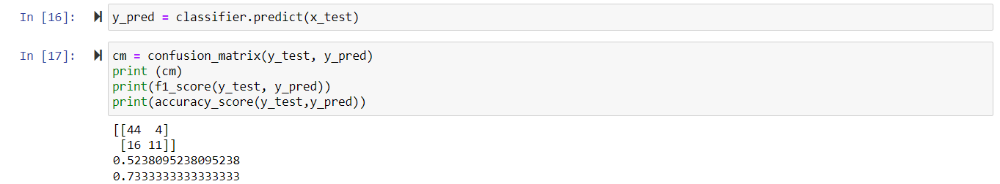 In [16]: y_pred = classifier.predict(x_test)
In [17]: cm = confusion_matrix(y_test, y_pred)
print (cm)
print(f1_score(y_test, y_pred))
print(accuracy_score(y_test,y_pred))
[[44  4]
 [16 11]]
0.5238095238095238
0.7333333333333333